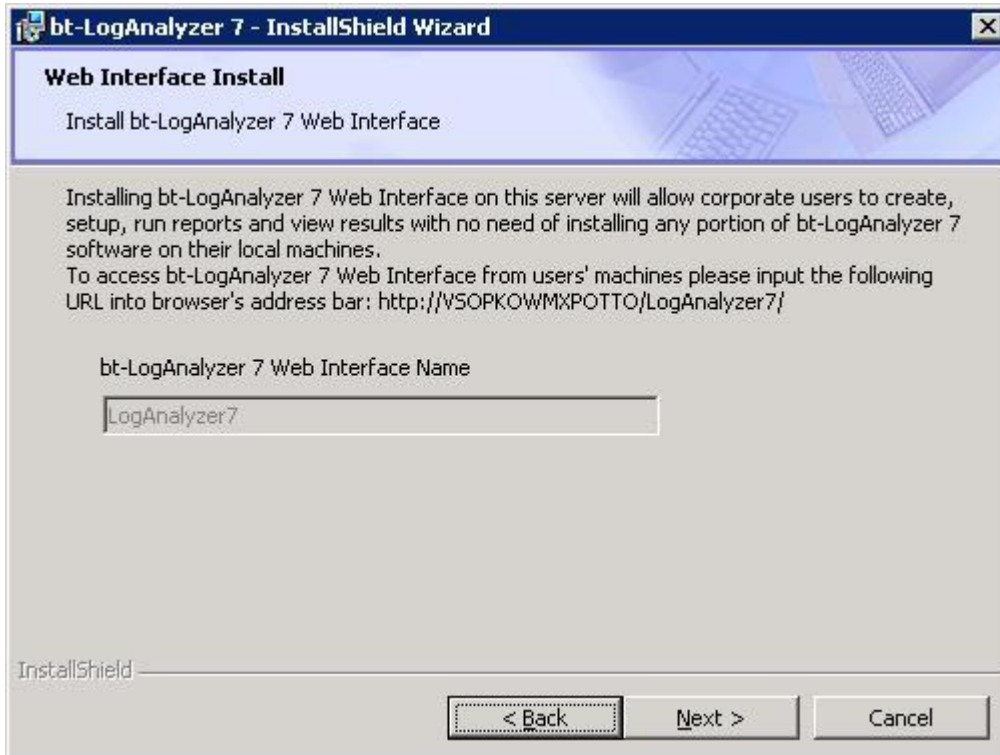 bt-LogAnalyzer 7 - InstallShield Wizard
Web Interface Install
Install bt-LogAnalyzer 7 Web Interface
Installing bt-LogAnalyzer 7 Web Interface on this server will allow corporate users to create,
setup, run reports and view results with no need of installing any portion of bt-LogAnalyzer 7
software on their local machines.
To access bt-LogAnalyzer 7 Web Interface from users' machines please input the following
URL into browser's address bar: http://VSOPKOWMXPOTTO/LogAnalyzer7/
bt-LogAnalyzer 7 Web Interface Name
LogAnalyzer7
InstallShield
< Back Next > Cancel